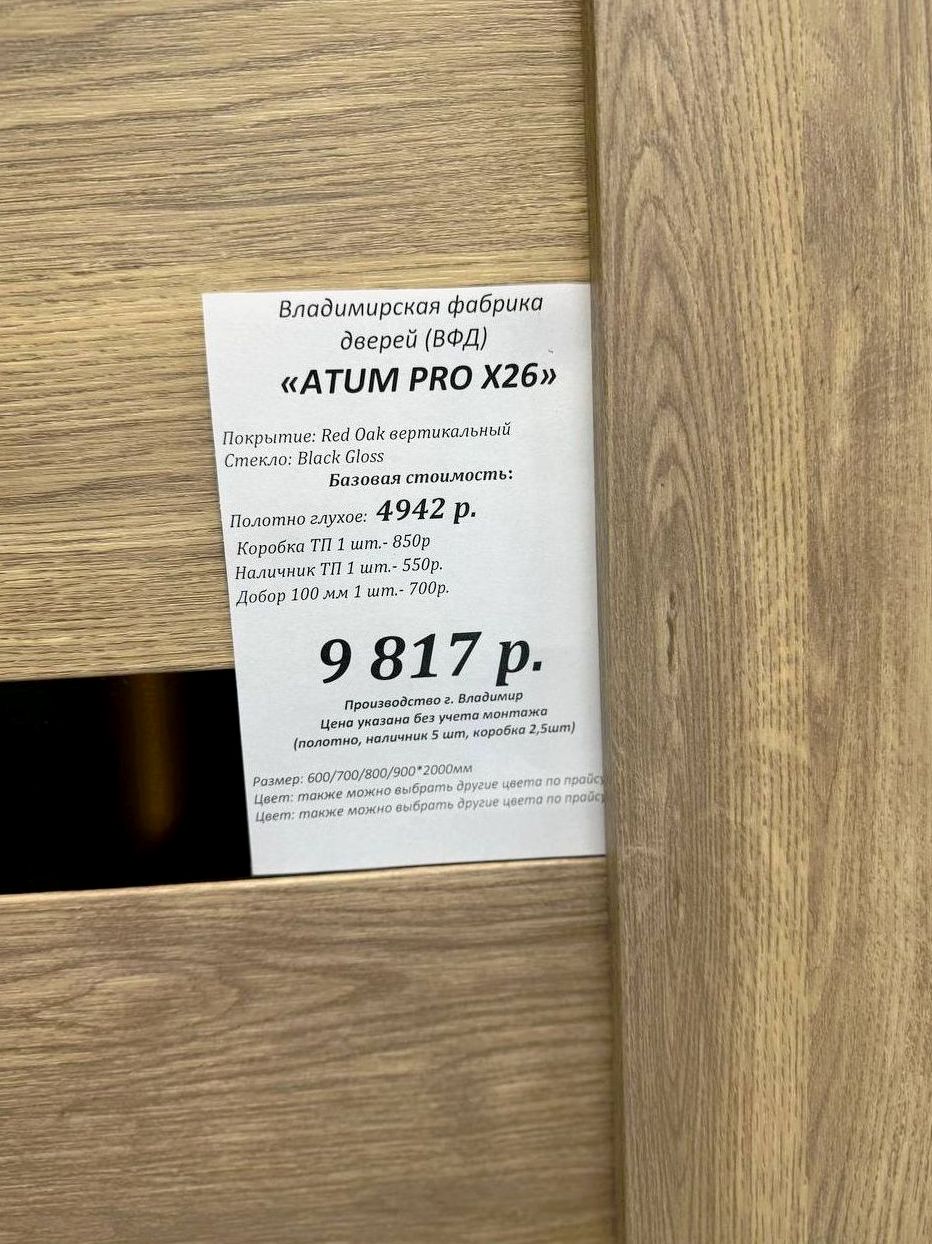 Владимирская фабрика
дверей (ВФД)
«ATUM PRO X26»
Покрытие: Red Oak вертикальный
Стекло: Black Gloss
Базовая стоимость:
Полотно глухое: 4942 р.
Коробка ТП 1 шт.- 850р
Наличник ТП 1 шт.- 550р.
Добор 100 мм 1 шт.- 700р.
9 817 р.
Производство г. Владимир
Цена указана без учета монтажа
(полотно, наличник 5 шт, коробка 2,5шт)
Размер: 600/700/800/900*2000мм
Цвет: также можно выбрать другие цвета по прайсу
Цвет: также можно выбрать другие цвета по прайсу